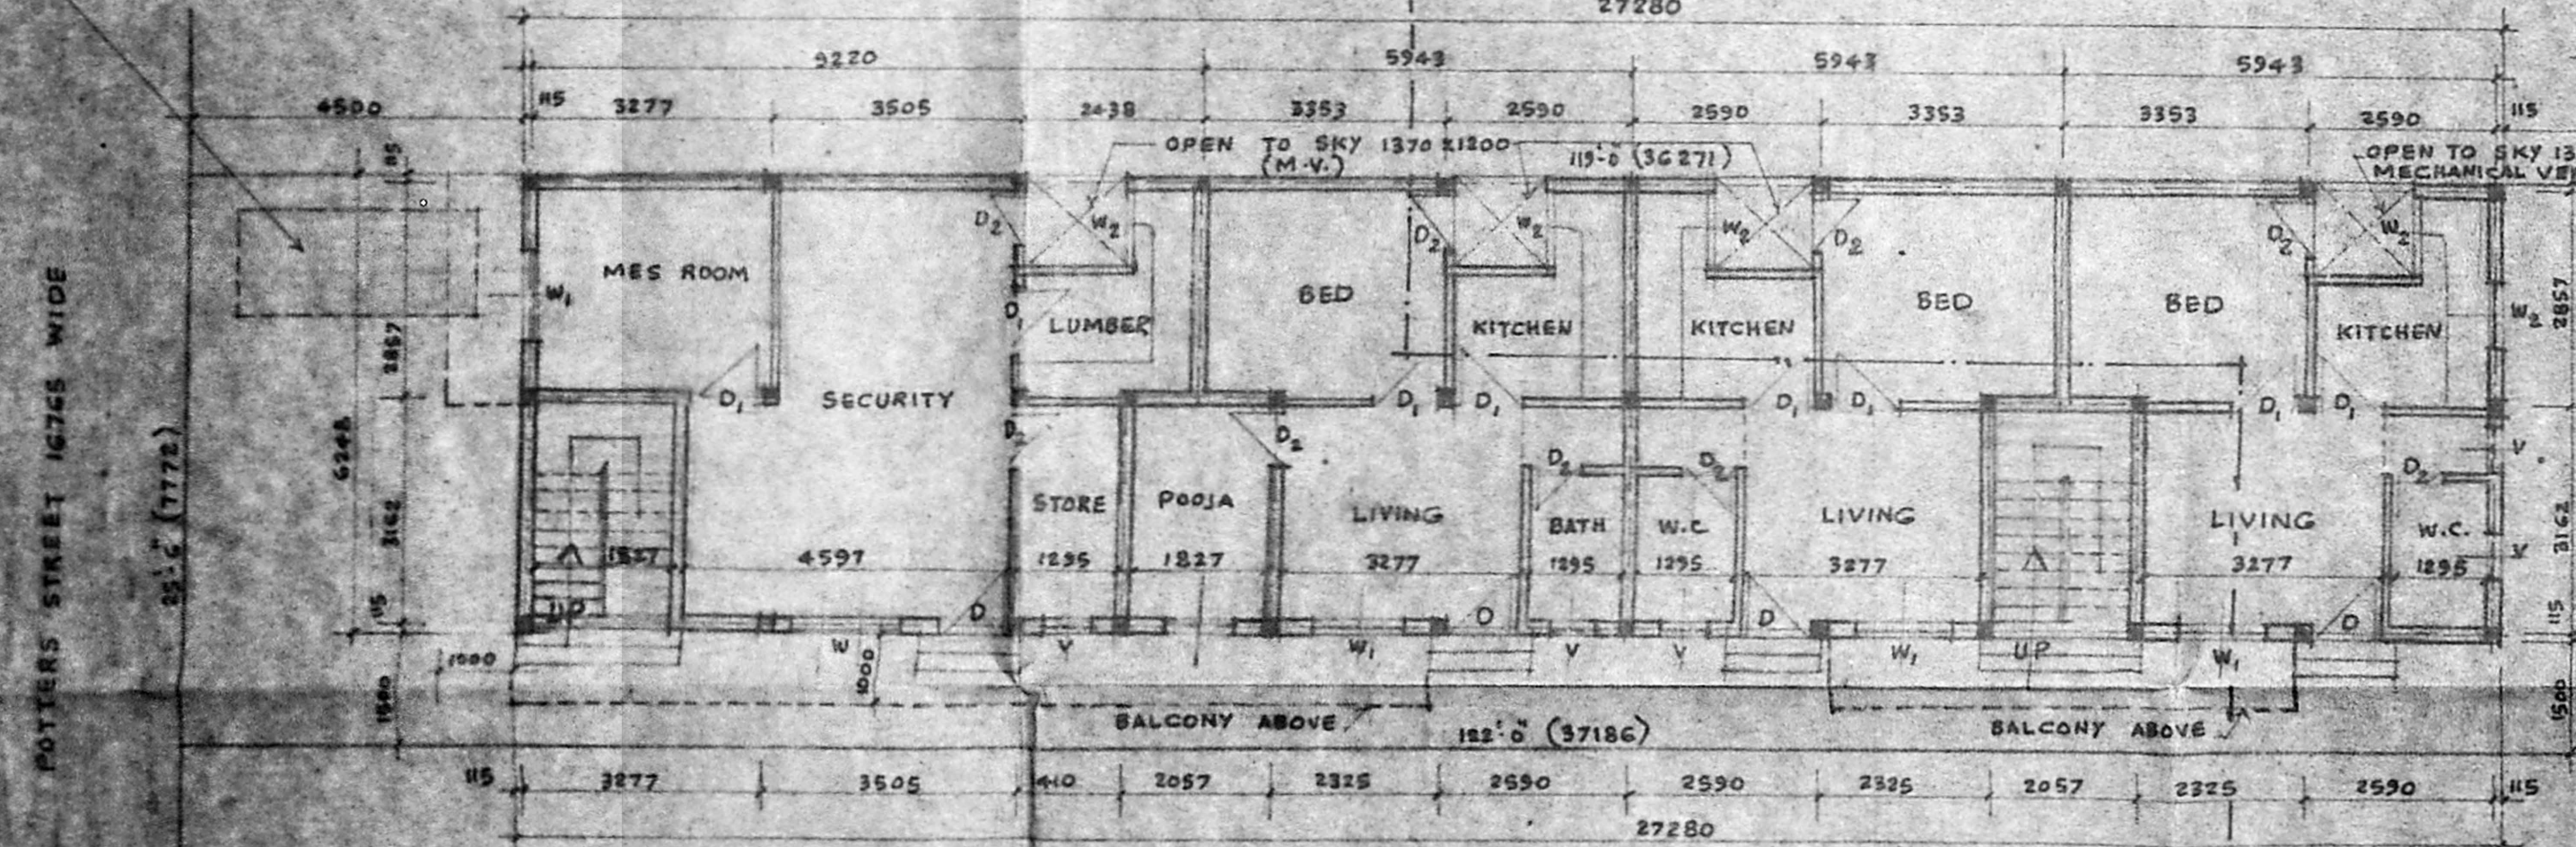 27280
9220 5943 5943 5943
4500 115 3277 3505 2438 3353 2590 2590 3353 3353 2590 115
OPEN TO SKY 1370 X1200
(M.V.)
119'-0" (36271)
OPEN TO SKY 13
MECHANICAL VE
115
D2 W2 D2 W2 W2 D2 D2 W2
MES ROOM
BED
BED
BED
W1
D1
LUMBER
KITCHEN
KITCHEN
KITCHEN
W2
2857
2857
POTTERS STREET 16765 WIDE
25'-6" (7772)
6248
D1
SECURITY
D1 D1 D1 D1 D1 D1
D2 D2 D2 D2 D2
V
3162
STORE
POOJA
LIVING
BATH
W.C
LIVING
LIVING
W.C.
3162
1827 4597 1295 1827 3277 1295 1295 3277 3277 1295
V
115
UP
D D D D
115
W V W1 V V W1 UP W1
1000
1000
1500
1500
BALCONY ABOVE
122'-0" (37186)
BALCONY ABOVE
115 3277 3505 2057 2325 2590 2590 2325 2057 2325 2590 115
27280